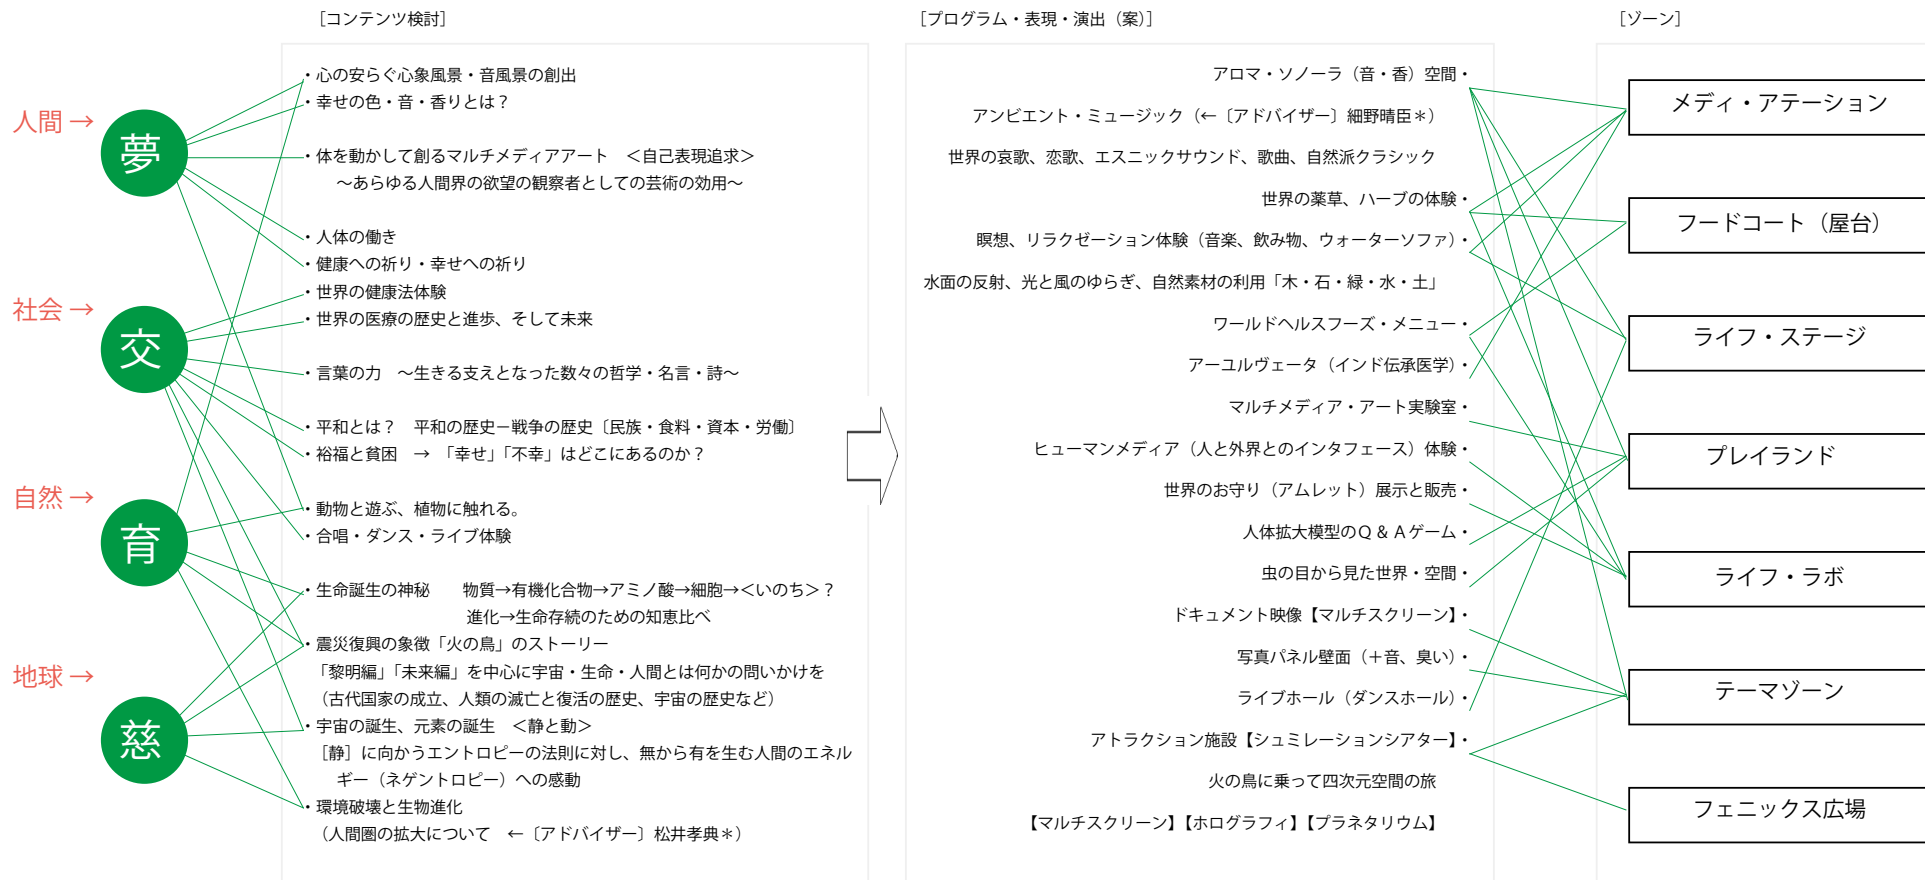 ［コンテンツ検討］
［プログラム・表現・演出（案）］
［ゾーン］
人間→
夢
社会→
交
自然→
育
地球→
慈
・心の安らぐ心象風景・音風景の創出
・幸せの色・音・香りとは？
・体を動かして創るマルチメディアアート　＜自己表現追求＞
～あらゆる人間界の欲望の観察者としての芸術の効用～
・人体の働き
・健康への祈り・幸せへの祈り
・世界の健康法体験
・世界の医療の歴史と進歩、そして未来
・言葉の力　～生きる支えとなった数々の哲学・名言・詩～
・平和とは？　平和の歴史－戦争の歴史〔民族・食料・資本・労働〕
・裕福と貧困　→　「幸せ」「不幸」はどこにあるのか？
・動物と遊ぶ、植物に触れる。
・合唱・ダンス・ライブ体験
・生命誕生の神秘　　物質→有機化合物→アミノ酸→細胞→＜いのち＞？
進化→生命存続のための知恵比べ
・震災復興の象徴「火の鳥」のストーリー
「黎明編」「未来編」を中心に宇宙・生命・人間とは何かの問いかけを
（古代国家の成立、人類の滅亡と復活の歴史、宇宙の歴史など）
・宇宙の誕生、元素の誕生　＜静と動＞
［静］に向かうエントロピーの法則に対し、無から有を生む人間のエネル
ギー（ネゲントロピー）への感動
・環境破壊と生物進化
（人間圏の拡大について　←〔アドバイザー〕松井孝典＊）
アロマ・ソノーラ（音・香）空間・
アンビエント・ミュージック（←〔アドバイザー〕細野晴臣＊）
世界の哀歌、恋歌、エスニックサウンド、歌曲、自然派クラシック
世界の薬草、ハーブの体験・
瞑想、リラクゼーション体験（音楽、飲み物、ウォーターソファ）・
水面の反射、光と風のゆらぎ、自然素材の利用「木・石・緑・水・土」
ワールドヘルスフーズ・メニュー・
アーユルヴェータ（インド伝承医学）・
マルチメディア・アート実験室・
ヒューマンメディア（人と外界とのインタフェース）体験・
世界のお守り（アムレット）展示と販売・
人体拡大模型のＱ＆Ａゲーム・
虫の目から見た世界・空間・
ドキュメント映像【マルチスクリーン】・
写真パネル壁面（＋音、臭い）・
ライブホール（ダンスホール）・
アトラクション施設【シュミレーションシアター】・
火の鳥に乗って四次元空間の旅
【マルチスクリーン】【ホログラフィ】【プラネタリウム】
メディ・アテーション
フードコート（屋台）
ライフ・ステージ
プレイランド
ライフ・ラボ
テーマゾーン
フェニックス広場